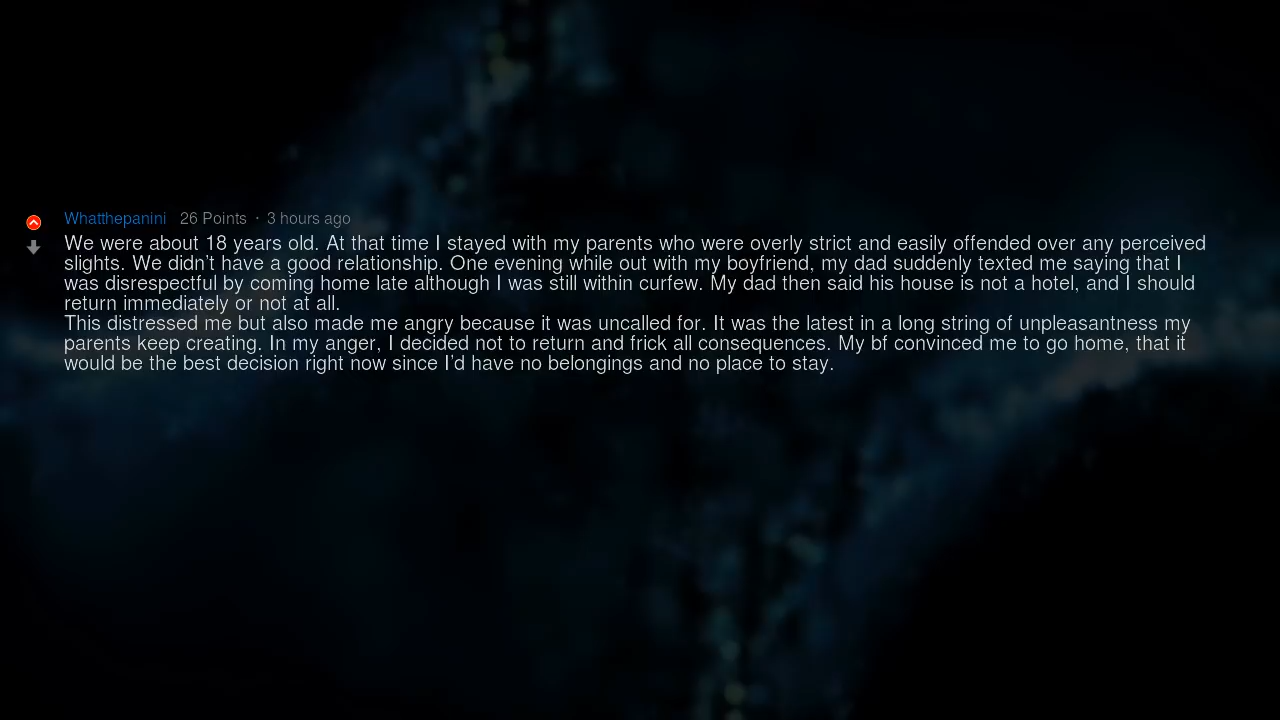 Whatthepanini 26 Points · 3 hours ago
We were about 18 years old. At that time I stayed with my parents who were overly strict and easily offended over any perceived
slights. We didn't have a good relationship. One evening while out with my boyfriend, my dad suddenly texted me saying that I
was disrespectful by coming home late although I was still within curfew. My dad then said his house is not a hotel, and I should
return immediately or not at all.
This distressed me but also made me angry because it was uncalled for. It was the latest in a long string of unpleasantness my
parents keep creating. In my anger, I decided not to return and frick all consequences. My bf convinced me to go home, that it
would be the best decision right now since I'd have no belongings and no place to stay.